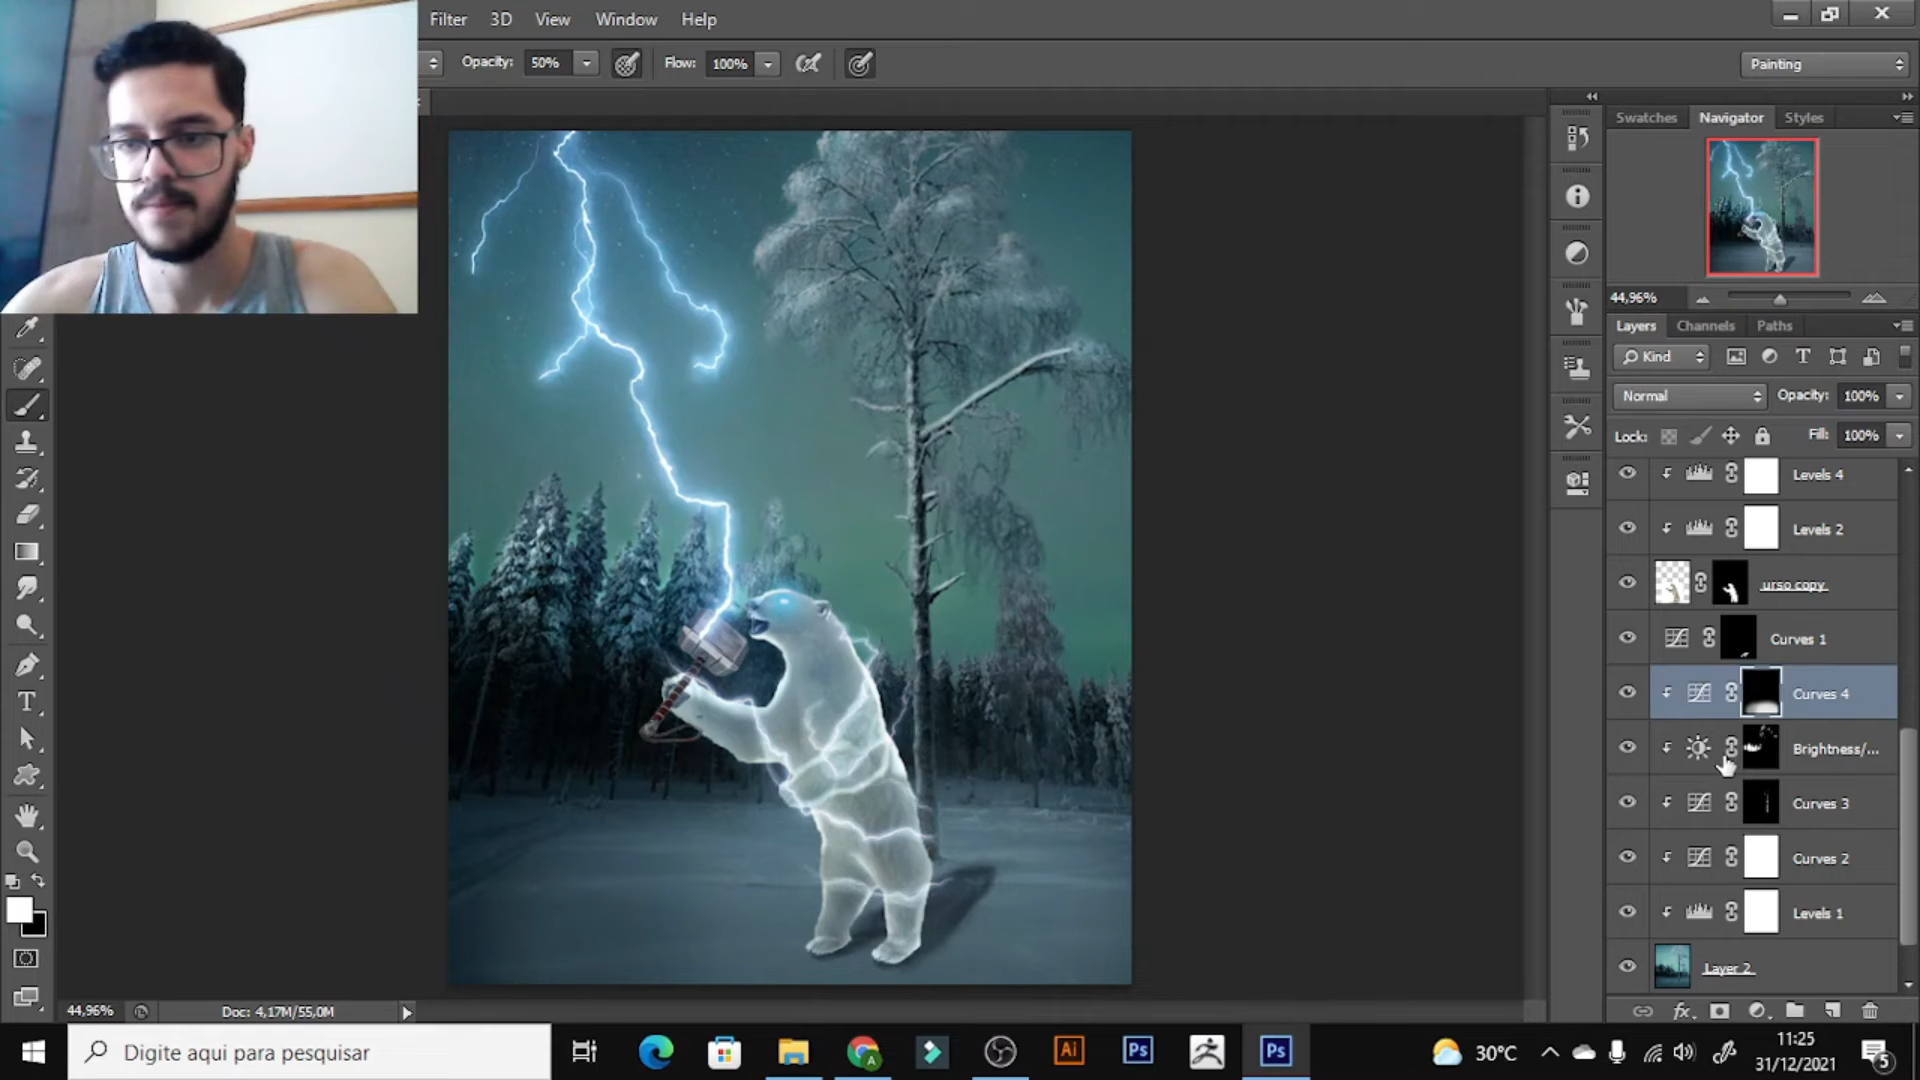 Filter 3D View Window Help
Opacity: 50% Flow: 100% Painting
Swatches Navigator Styles
44,96%
Layers Channels Paths
Kind
Normal Opacity: 100%
Lock: Fill: 100%
Levels 4
Levels 2
urso copy
Curves 1
Curves 4
Brightness/...
Curves 3
Curves 2
Levels 1
Layer 2
44,96% Doc: 4,17M/55,0M
Digite aqui para pesquisar
Ai Ps Ps
30°C
11:25
31/12/2021
5